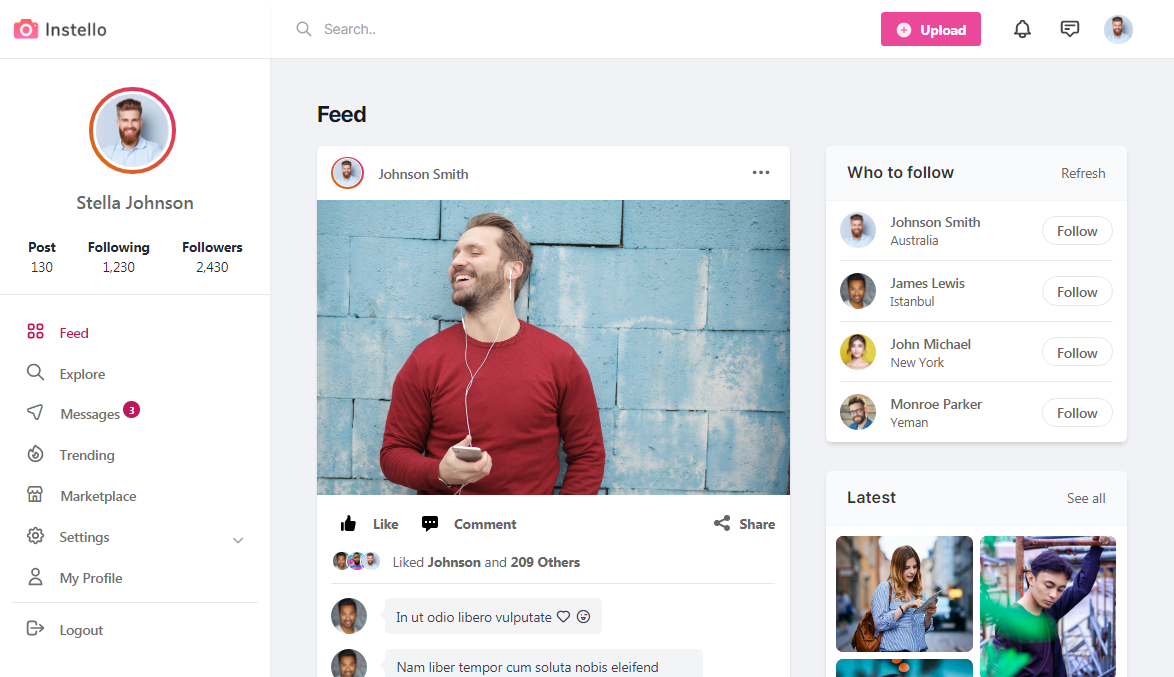 Instello
Search..
Upload
Stella Johnson
Post Following Followers
130 1,230 2,430
Feed
Explore
Messages 3
Trending
Marketplace
Settings
My Profile
Logout
Feed
Johnson Smith
Like Comment Share
Liked Johnson and 209 Others
In ut odio libero vulputate
Nam liber tempor cum soluta nobis eleifend
Who to follow Refresh
Johnson Smith
Australia
Follow
James Lewis
Istanbul
Follow
John Michael
New York
Follow
Monroe Parker
Yeman
Follow
Latest See all